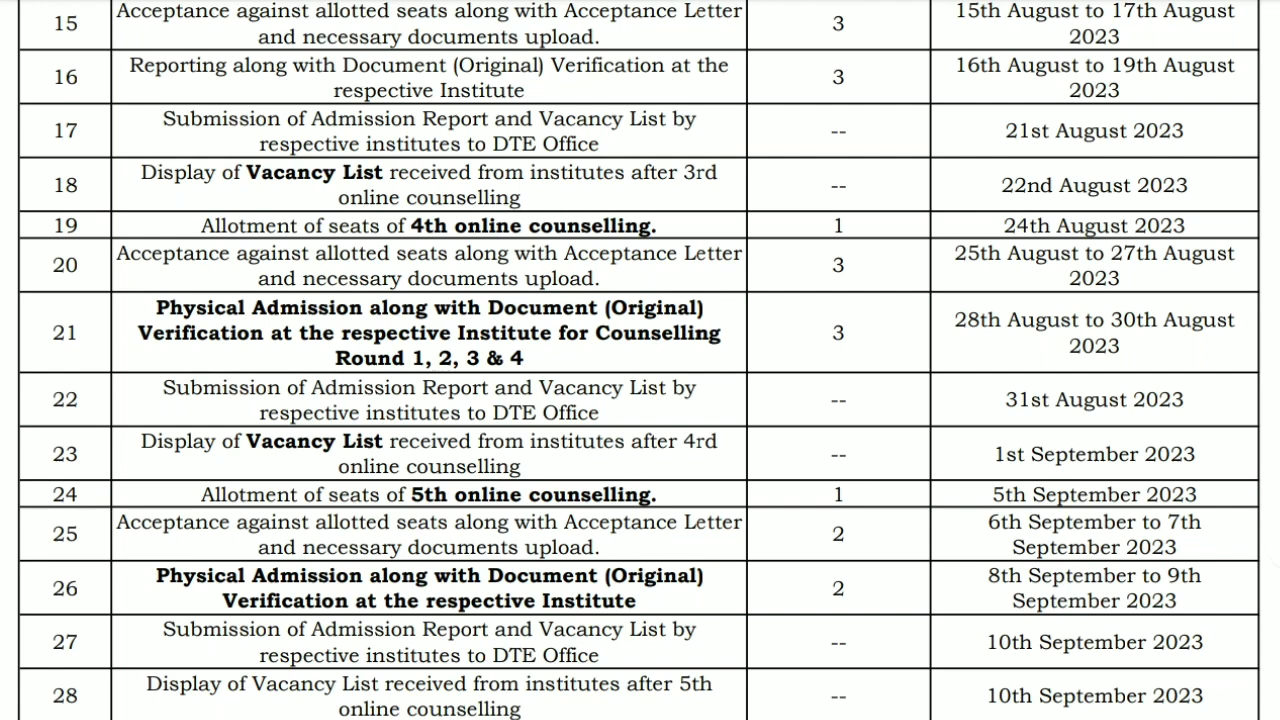 15
Acceptance against allotted seats along with Acceptance Letter
and necessary documents upload.
3
15th August to 17th August
2023
16
Reporting along with Document (Original) Verification at the
respective Institute
3
16th August to 19th August
2023
17
Submission of Admission Report and Vacancy List by
respective institutes to DTE Office
--
21st August 2023
18
Display of Vacancy List received from institutes after 3rd
online counselling
--
22nd August 2023
19
Allotment of seats of 4th online counselling.
1
24th August 2023
20
Acceptance against allotted seats along with Acceptance Letter
and necessary documents upload.
3
25th August to 27th August
2023
21
Physical Admission along with Document (Original)
Verification at the respective Institute for Counselling
Round 1, 2, 3 & 4
3
28th August to 30th August
2023
22
Submission of Admission Report and Vacancy List by
respective institutes to DTE Office
--
31st August 2023
23
Display of Vacancy List received from institutes after 4rd
online counselling
--
1st September 2023
24
Allotment of seats of 5th online counselling.
1
5th September 2023
25
Acceptance against allotted seats along with Acceptance Letter
and necessary documents upload.
2
6th September to 7th
September 2023
26
Physical Admission along with Document (Original)
Verification at the respective Institute
2
8th September to 9th
September 2023
27
Submission of Admission Report and Vacancy List by
respective institutes to DTE Office
--
10th September 2023
28
Display of Vacancy List received from institutes after 5th
online counselling
--
10th September 2023